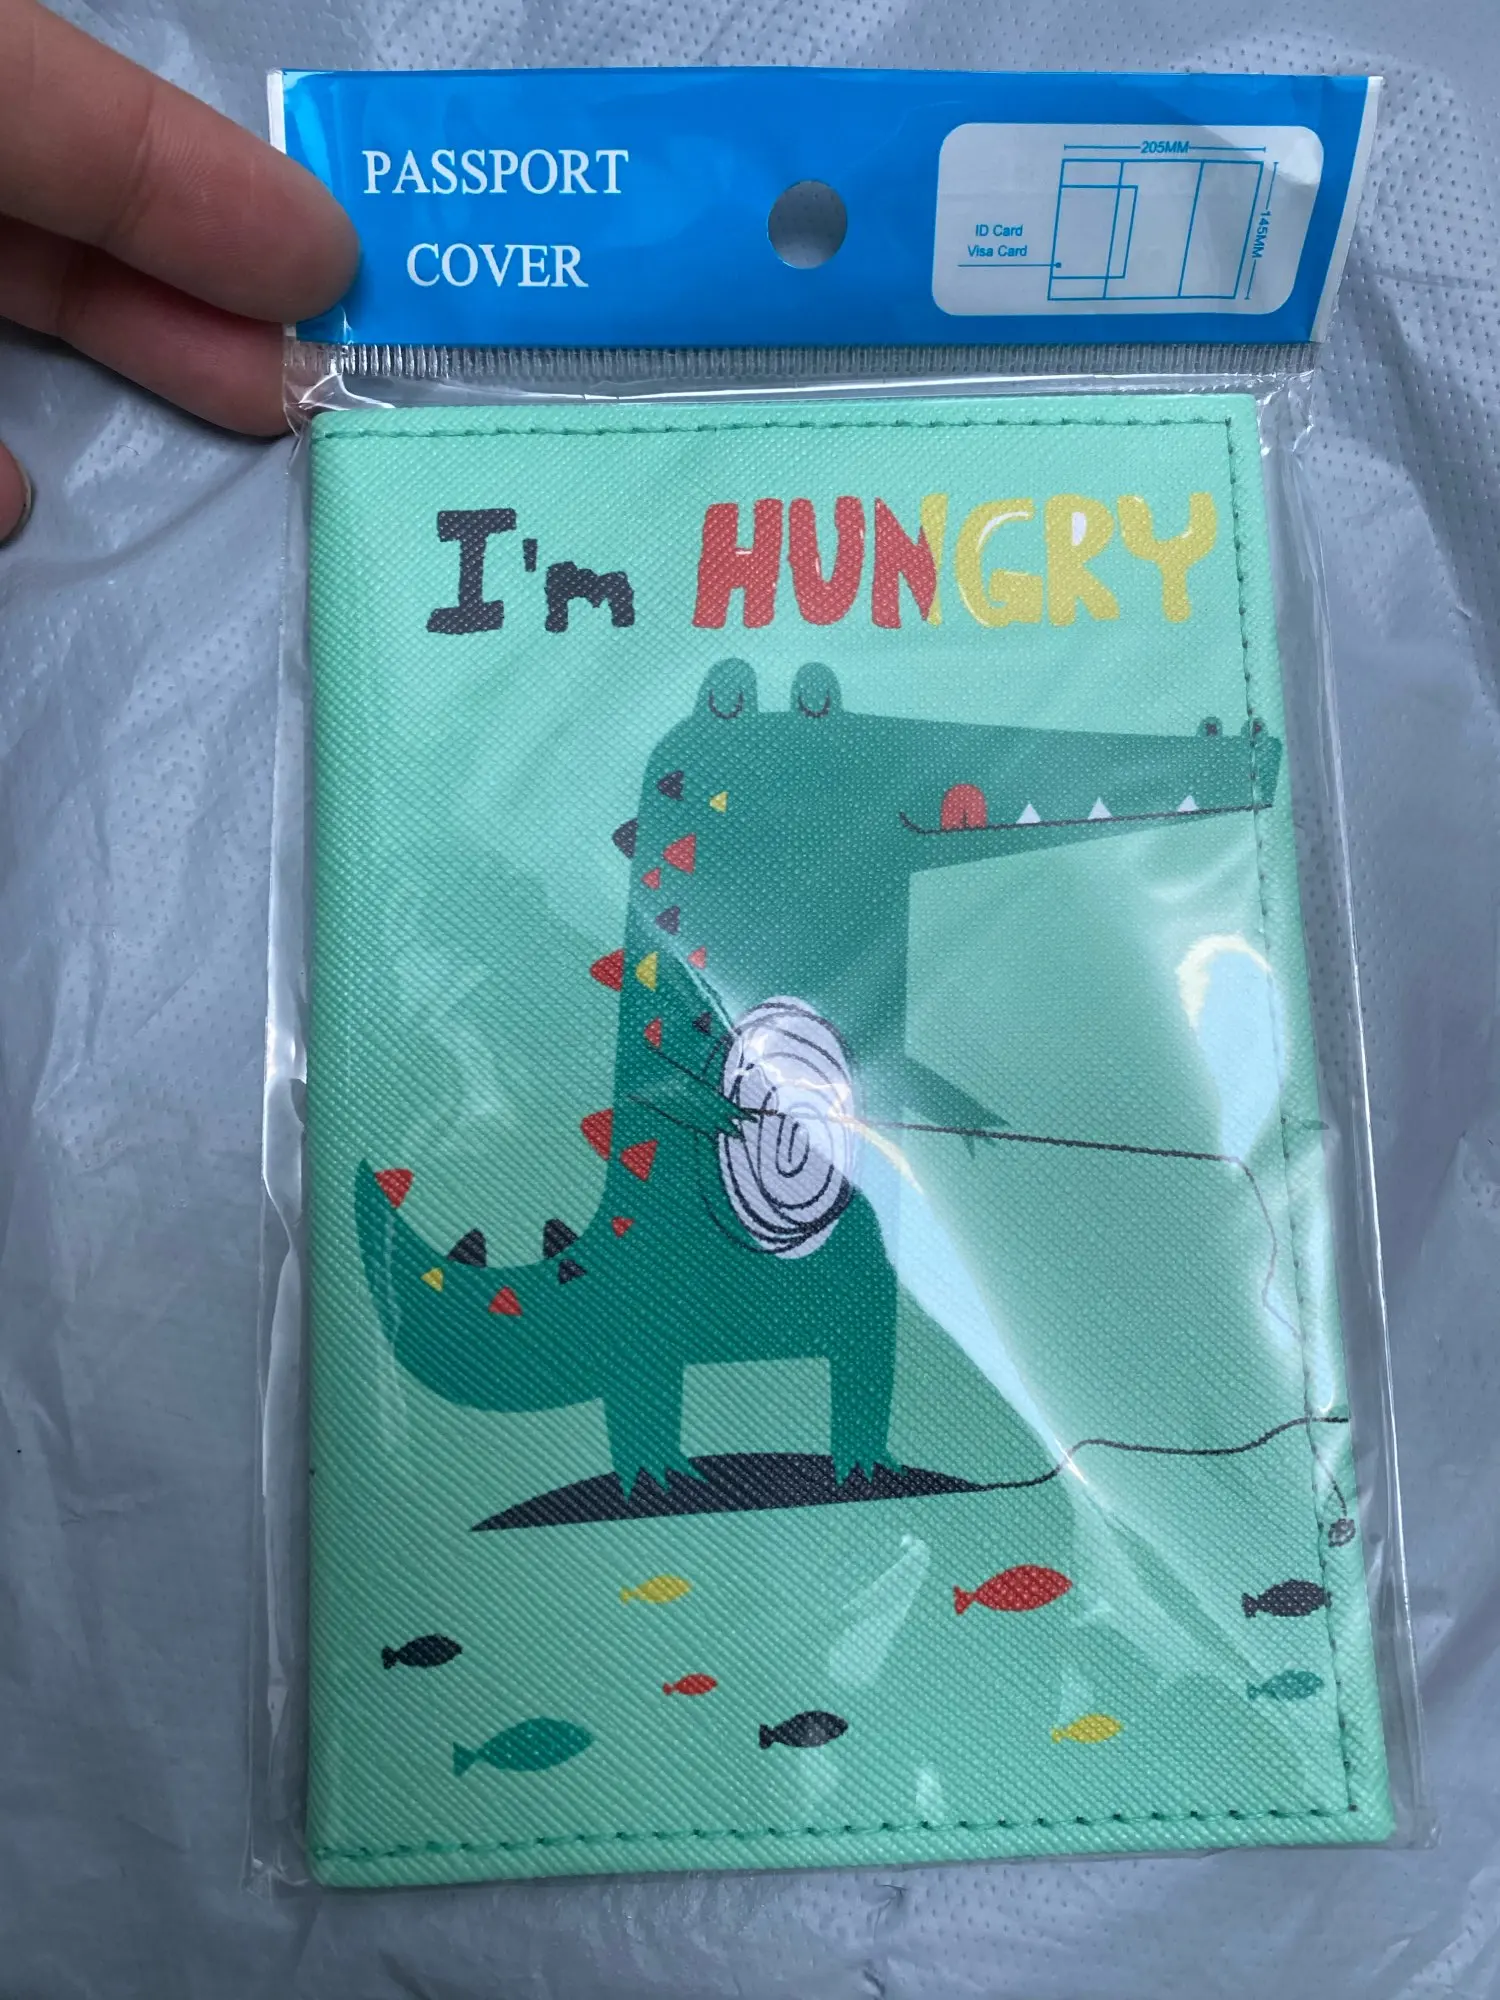 PASSPORT
COVER
205MM
145MM
ID Card
Visa Card
I'm HUNGRY